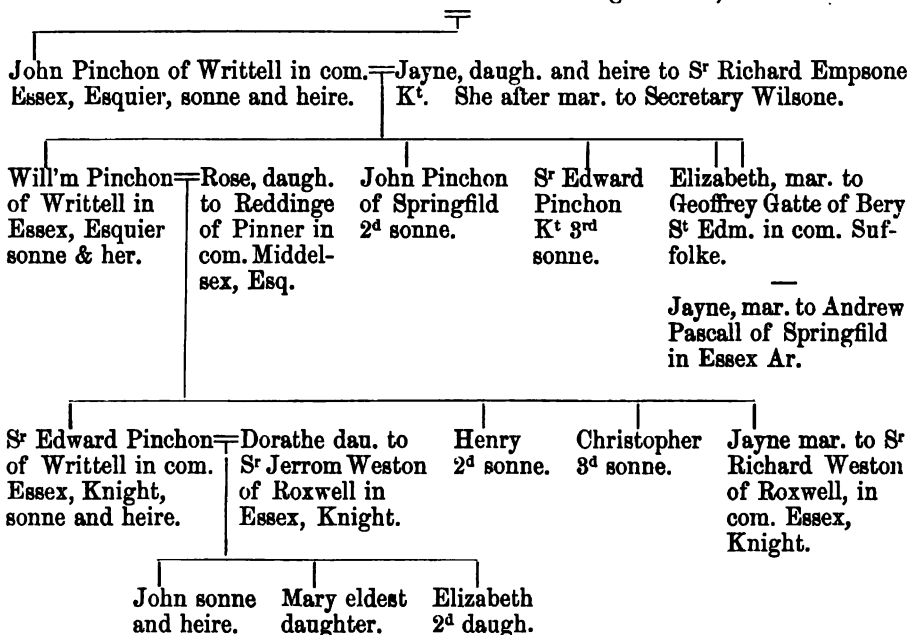 John Pinchon of Writtell in com.
Essex, Esquier, sonne and heire.
Jayne, daugh. and heire to Sʳ Richard Empsone
Kᵗ. She after mar. to Secretary Wilsone.
Will'm Pinchon
of Writtell in
Essex, Esquier
sonne & her.
Rose, daugh.
to Reddinge
of Pinner in
com. Middel-
sex, Esq.
John Pinchon
of Springfild
2ᵈ sonne.
Sʳ Edward
Pinchon
Kᵗ 3ʳᵈ
sonne.
Elizabeth, mar. to
Geoffrey Gatte of Bery
Sᵗ Edm. in com. Suf-
folke.
—
Jayne, mar. to Andrew
Pascall of Springfild
in Essex Ar.
Sʳ Edward Pinchon
of Writtell in com.
Essex, Knight,
sonne and heire.
Dorathe dau. to
Sʳ Jerrom Weston
of Roxwell in
Essex, Knight.
Henry
2ᵈ sonne.
Christopher
3ᵈ sonne.
Jayne mar. to Sʳ
Richard Weston
of Roxwell, in
com. Essex,
Knight.
John sonne
and heire.
Mary eldest
daughter.
Elizabeth
2ᵈ daugh.